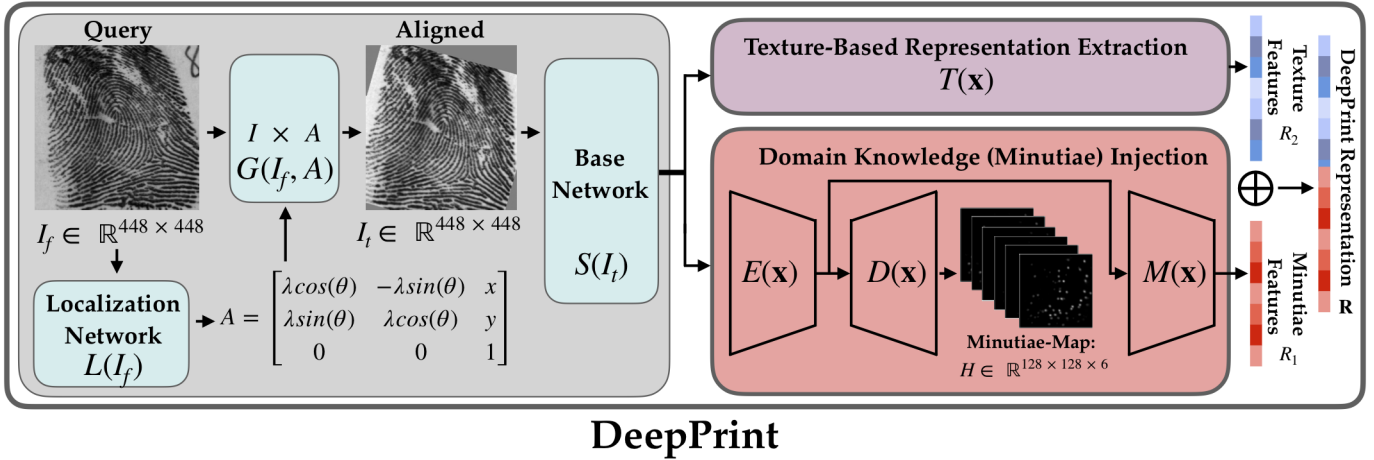 Query
Aligned
I × A
G(I_f, A)
I_f ∈ ℝ^{448 × 448}
I_t ∈ ℝ^{448 × 448}
Localization
Network
L(I_f)
A = [λcos(θ) −λsin(θ) x
λsin(θ) λcos(θ) y
0 0 1]
Base
Network
S(I_t)
Texture-Based Representation Extraction
T(x)
Domain Knowledge (Minutiae) Injection
E(x)
D(x)
Minutiae-Map:
H ∈ ℝ^{128 × 128 × 6}
M(x)
Texture
Features
R_2
⊕
Minutiae
Features
R_1
DeepPrint Representation R
DeepPrint